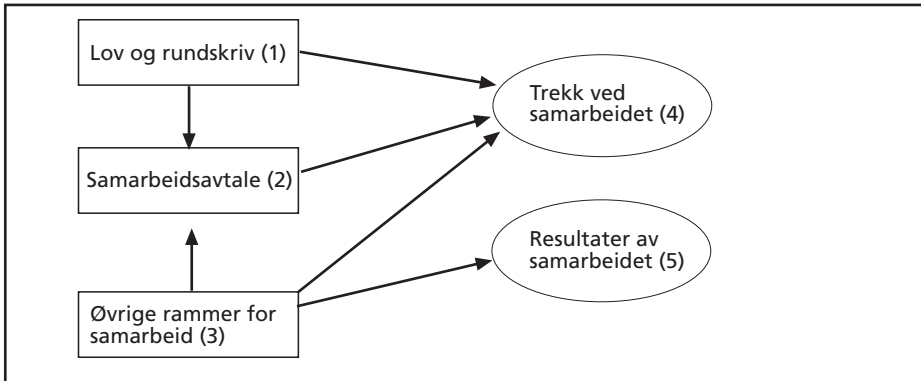 Lov og rundskriv (1)
Trekk ved
samarbeidet (4)
Samarbeidsavtale (2)
Resultater av
samarbeidet (5)
Øvrige rammer for
samarbeid (3)